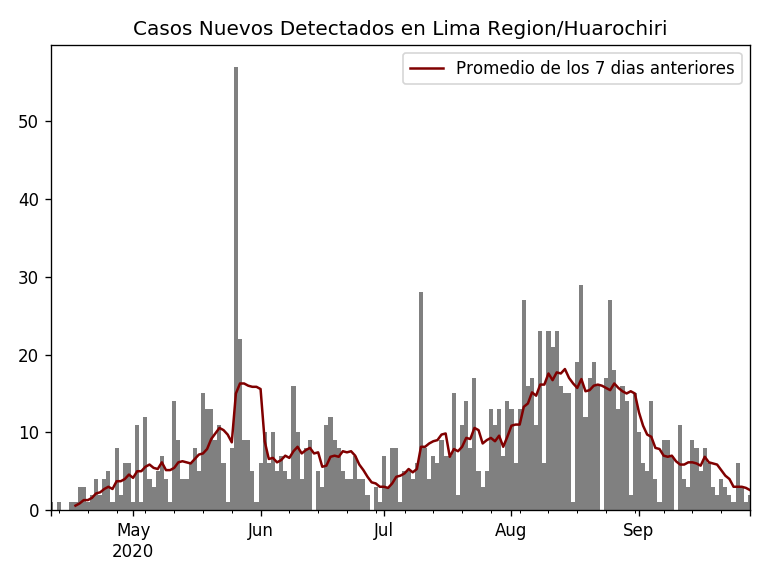 Casos Nuevos Detectados en Lima Region/Huarochiri
Promedio de los 7 dias anteriores
50
40
30
20
10
0
May
2020
Jun
Jul
Aug
Sep